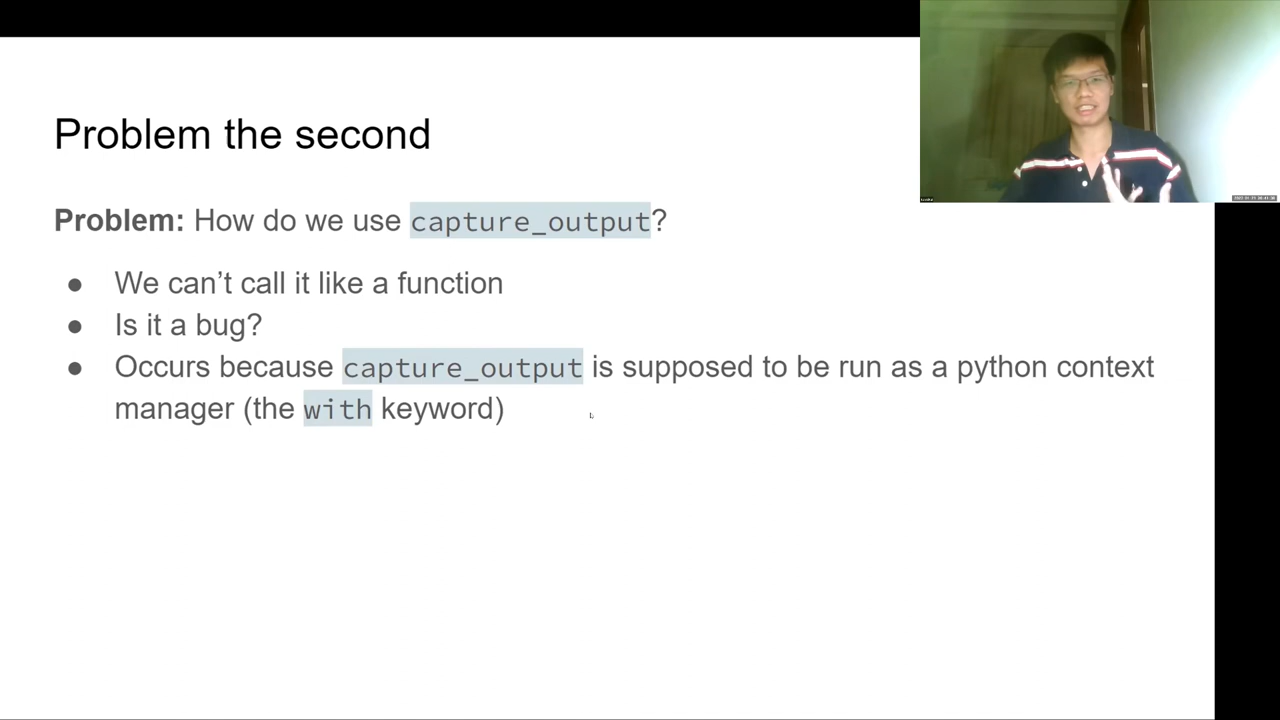 Problem the second
Problem: How do we use capture_output?
● We can’t call it like a function
● Is it a bug?
● Occurs because capture_output is supposed to be run as a python context
manager (the with keyword)